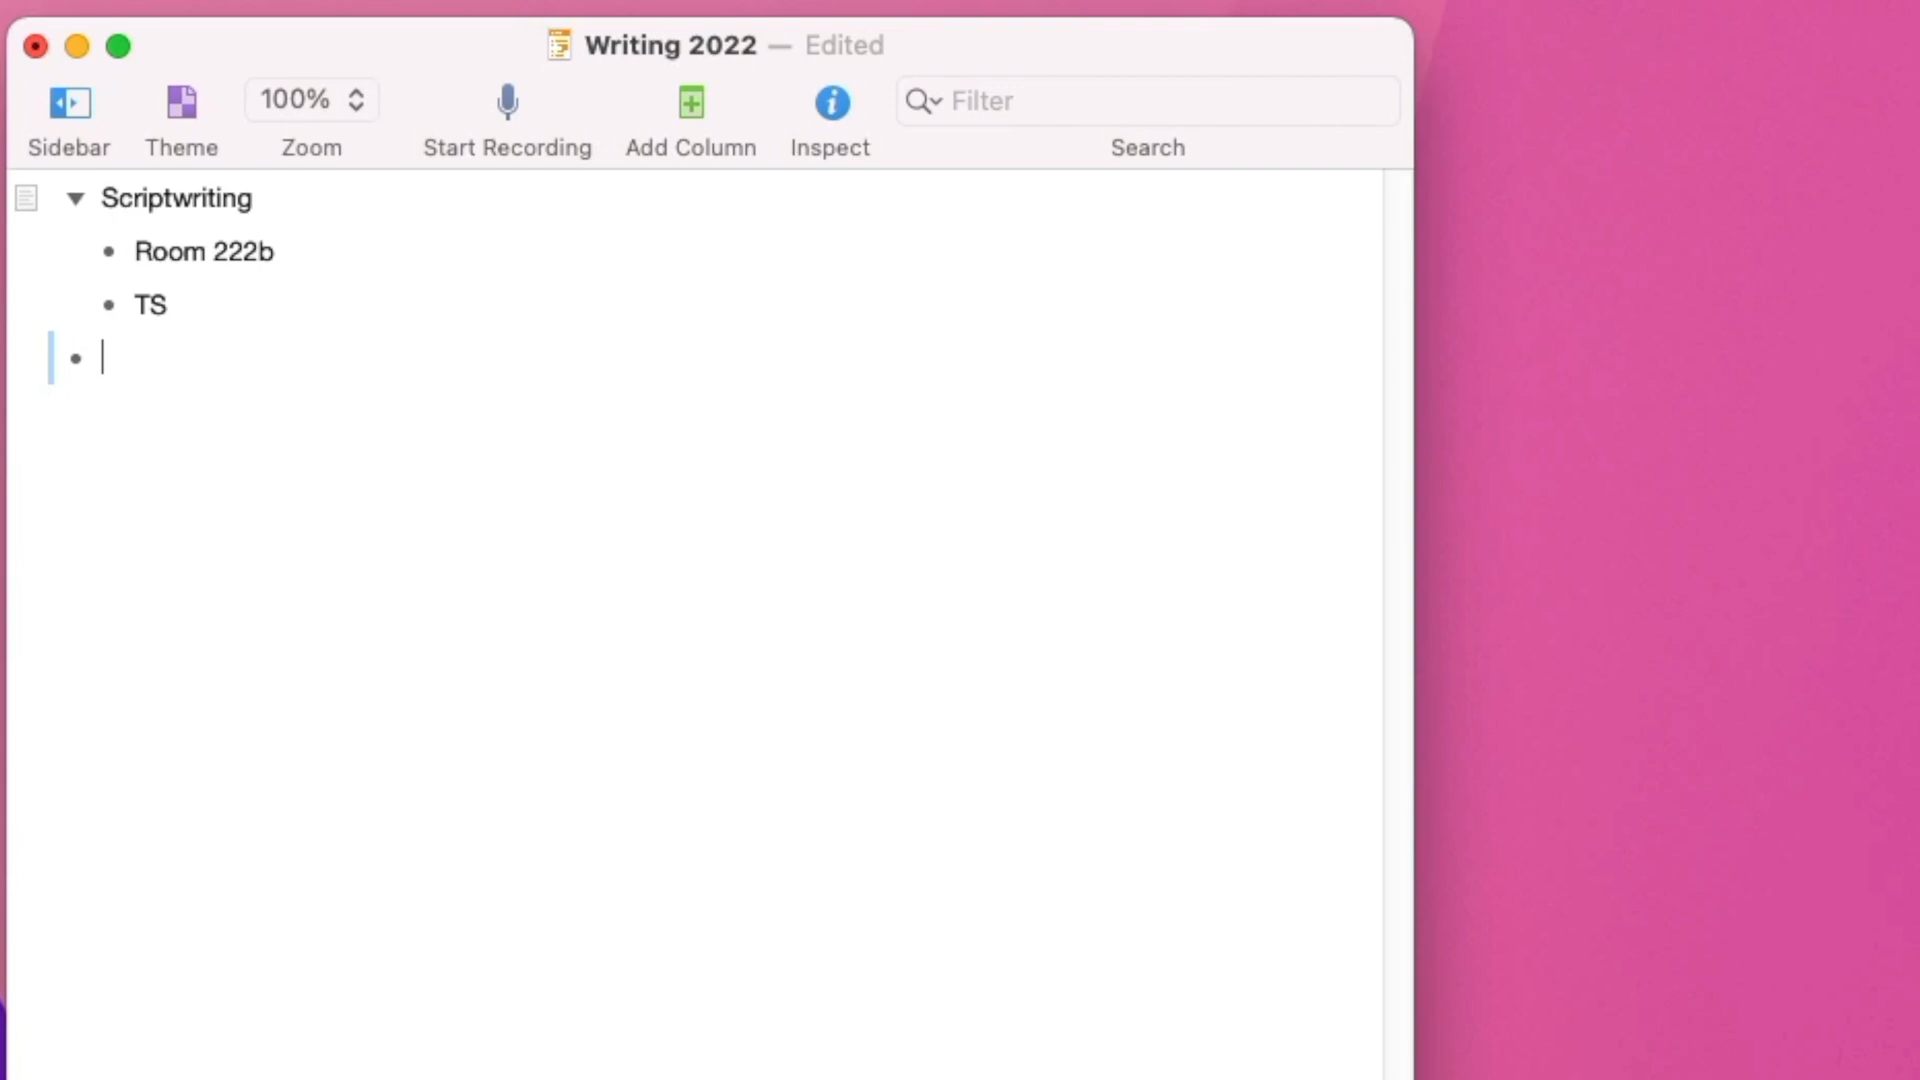 Writing 2022 — Edited
100% Filter
Sidebar Theme Zoom Start Recording Add Column Inspect Search
Scriptwriting
Room 222b
TS